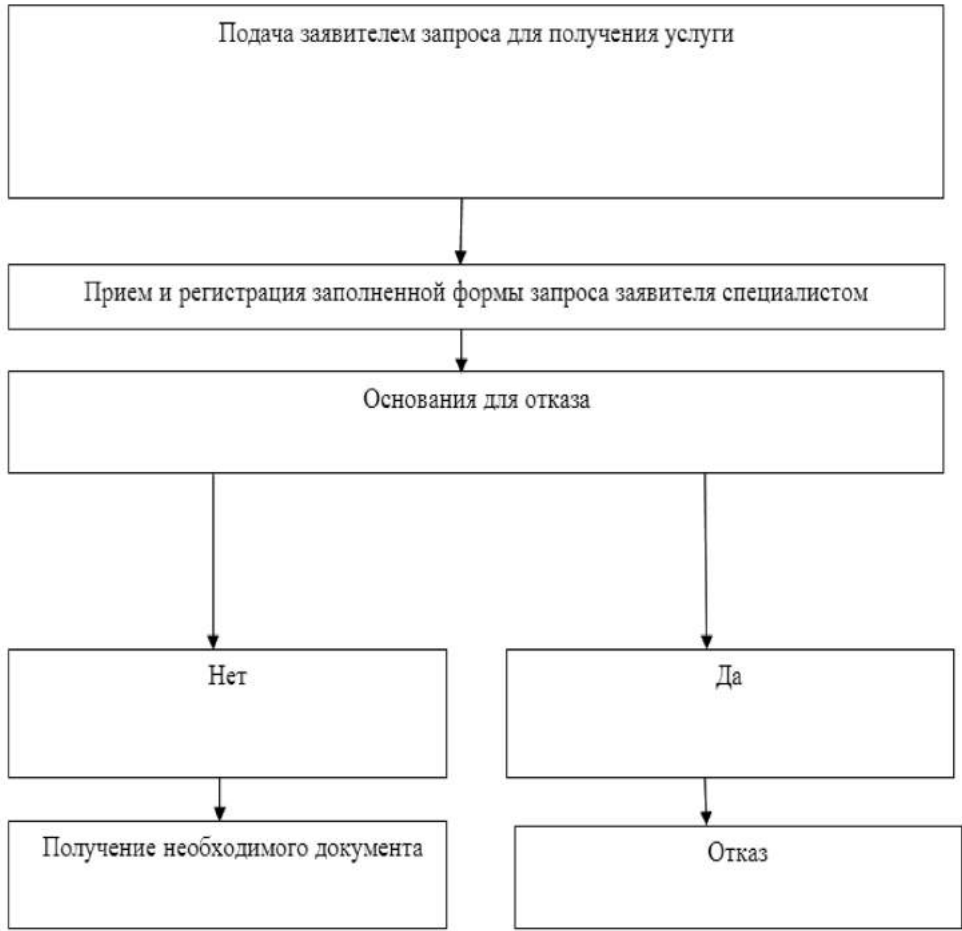 Подача заявителем запроса для получения услуги
Прием и регистрация заполненной формы запроса заявителя специалистом
Основания для отказа
Нет
Да
Получение необходимого документа
Отказ